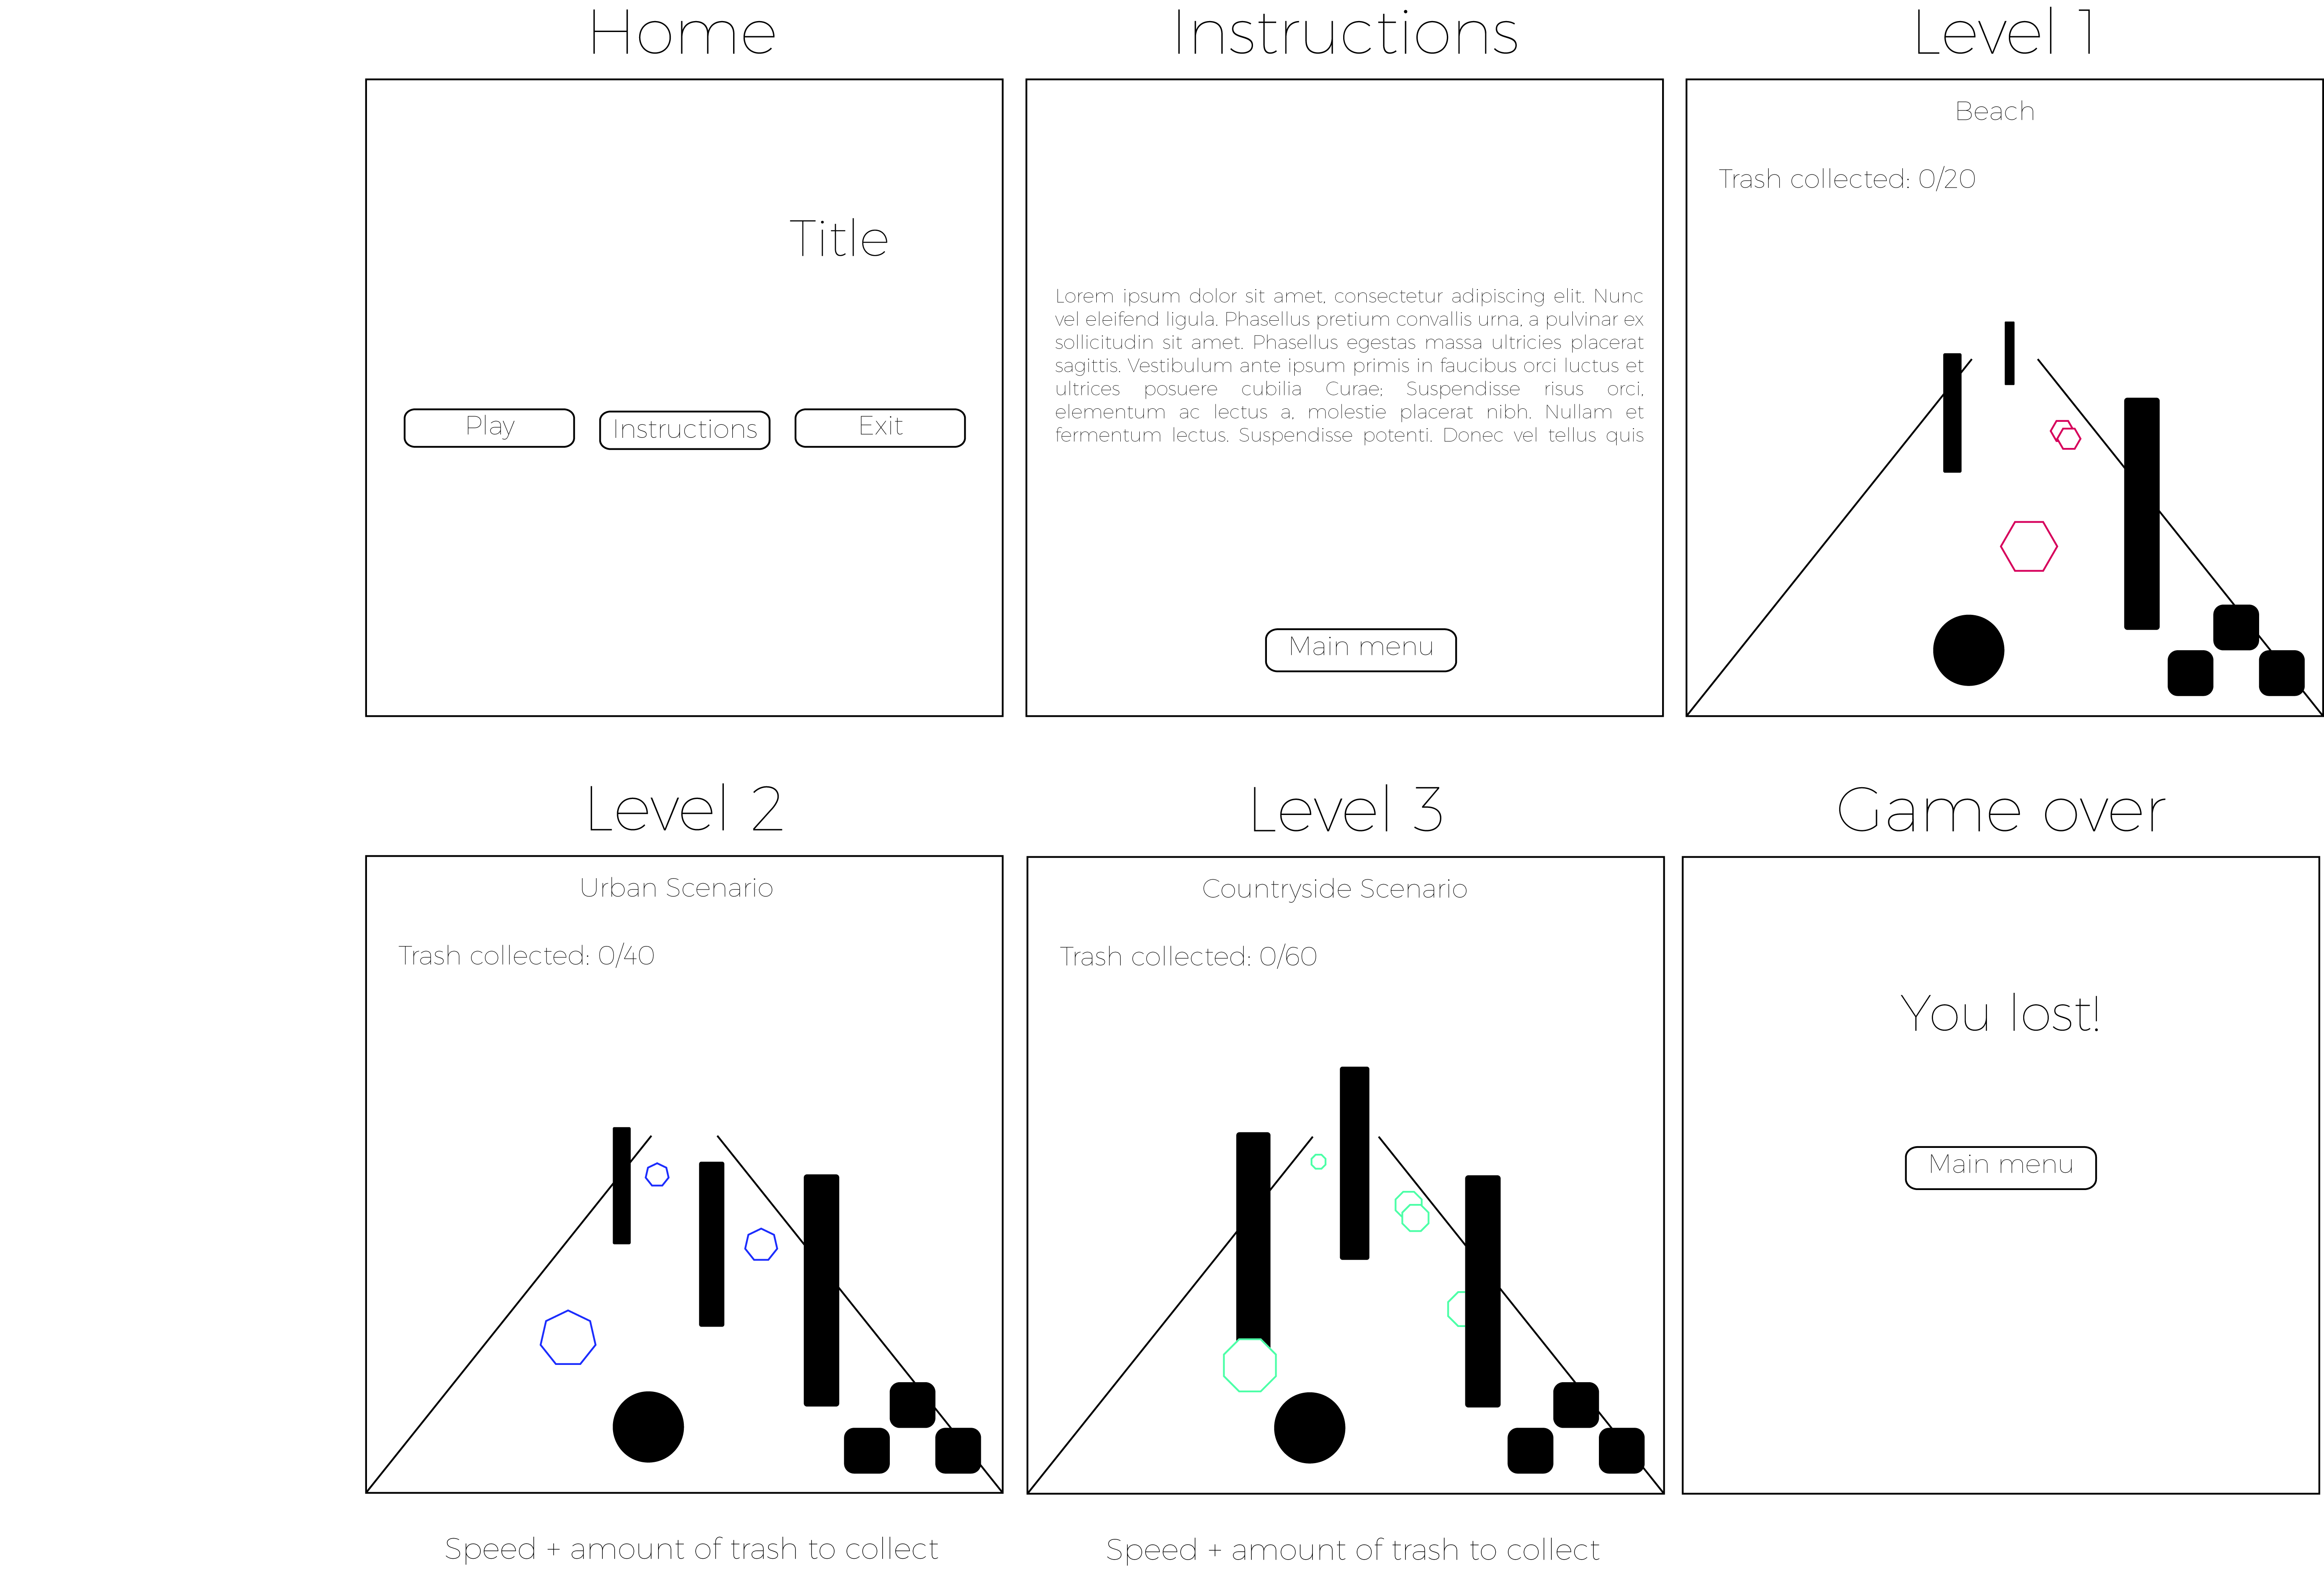 Home
Instructions
Level 1
Title
Play
Instructions
Exit
Lorem ipsum dolor sit amet, consectetur adipiscing elit. Nunc
vel eleifend ligula. Phasellus pretium convallis urna, a pulvinar ex
sollicitudin sit amet. Phasellus egestas massa ultricies placerat
sagittis. Vestibulum ante ipsum primis in faucibus orci luctus et
ultrices posuere cubilia Curae; Suspendisse risus orci,
elementum ac lectus a, molestie placerat nibh. Nullam et
fermentum lectus. Suspendisse potenti. Donec vel tellus quis
Main menu
Beach
Trash collected: 0/20
Level 2
Level 3
Game over
Urban Scenario
Trash collected: 0/40
Countryside Scenario
Trash collected: 0/60
You lost!
Main menu
Speed + amount of trash to collect
Speed + amount of trash to collect